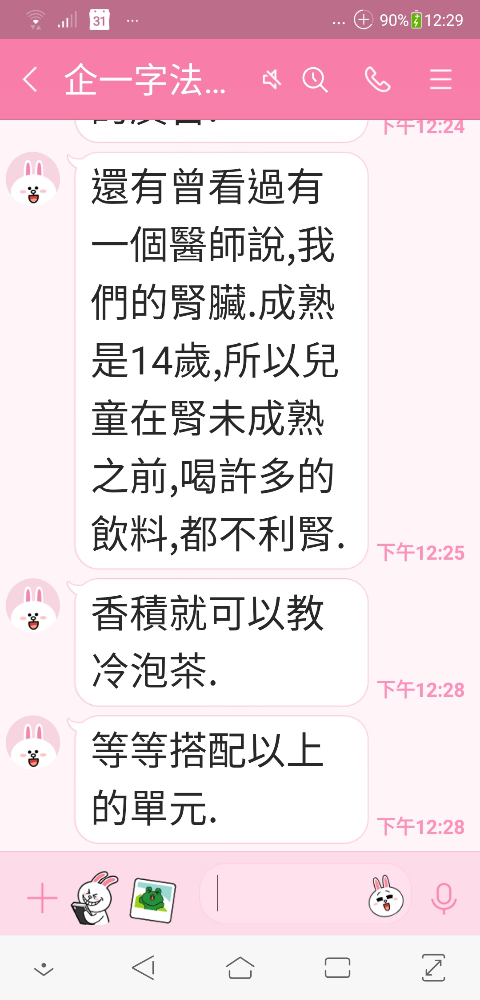 31
90%
12:29
企一字法...
下午12:24
還有曾看過有
一個醫師說,我
們的腎臟.成熟
是14歲,所以兒
童在腎未成熟
之前,喝許多的
飲料,都不利腎.
下午12:25
香積就可以教
冷泡茶.
下午12:28
等等搭配以上
的單元.
下午12:28